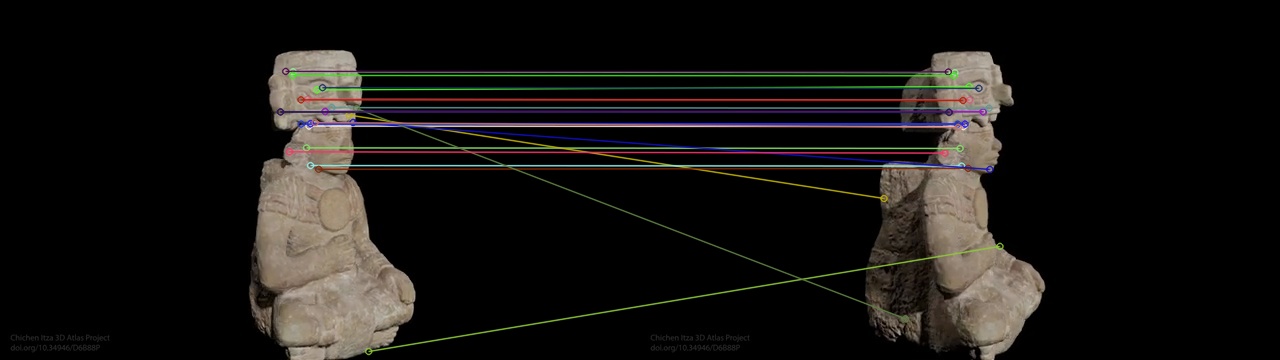 Chichen Itza 3D Atlas Project
doi.org/10.34946/D6B88P
Chichen Itza 3D Atlas Project
doi.org/10.34946/D6B88P